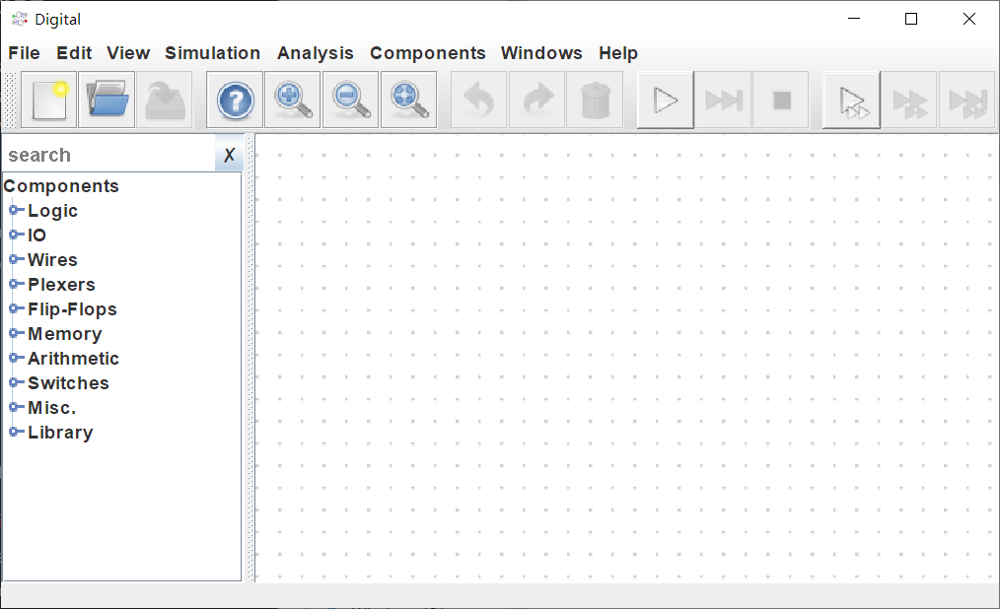 Digital
File Edit View Simulation Analysis Components Windows Help
search X
Components
Logic
IO
Wires
Plexers
Flip-Flops
Memory
Arithmetic
Switches
Misc.
Library